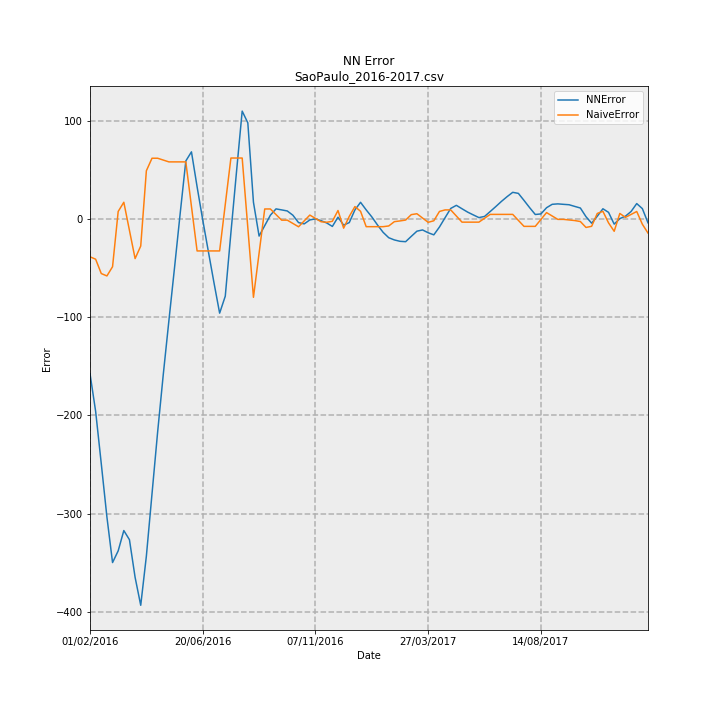 NN Error
SaoPaulo_2016-2017.csv
NNError
NaiveError
100
0
−100
−200
−300
−400
Error
01/02/2016 20/06/2016 07/11/2016 27/03/2017 14/08/2017
Date